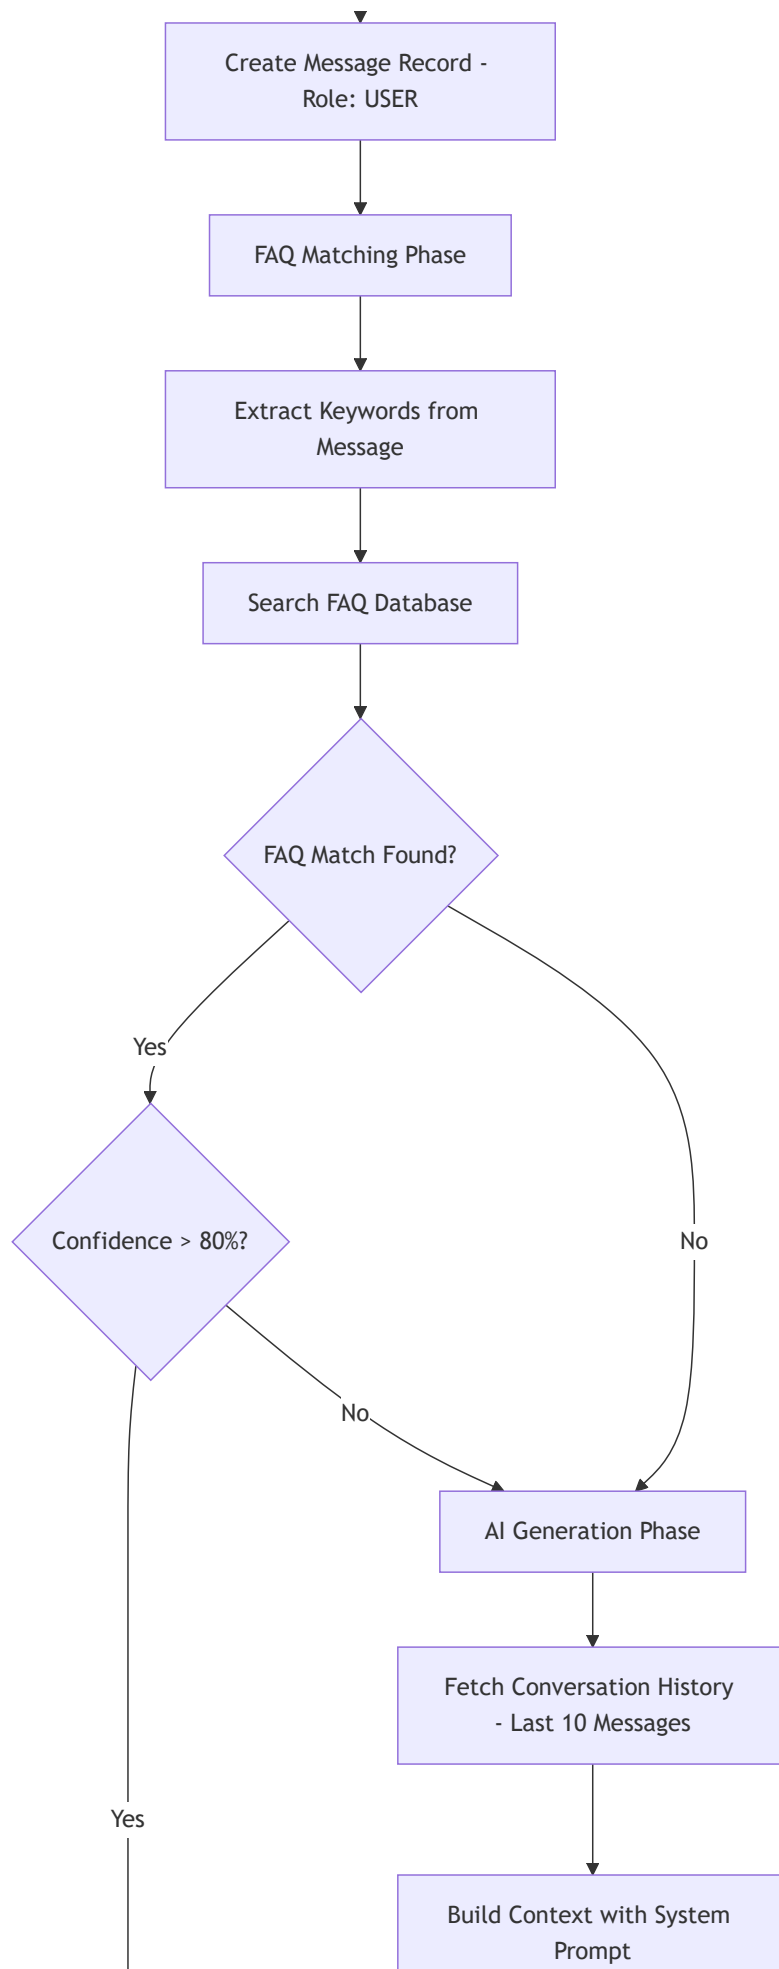 Create Message Record -
Role: USER
FAQ Matching Phase
Extract Keywords from
Message
Search FAQ Database
FAQ Match Found?
Yes
Confidence > 80%?
No
No
AI Generation Phase
Fetch Conversation History
- Last 10 Messages
Yes
Build Context with System
Prompt